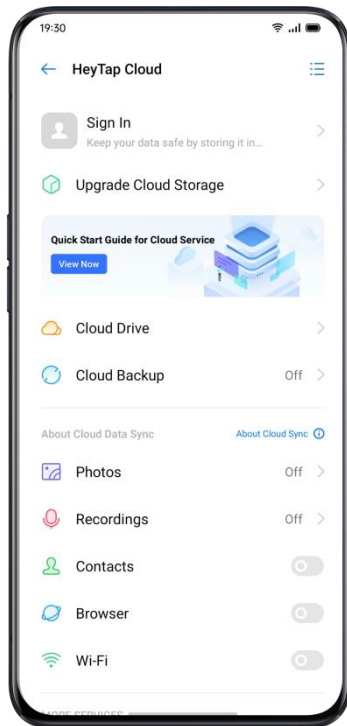 19:30
HeyTap Cloud
Sign In
Keep your data safe by storing it in...
Upgrade Cloud Storage
Quick Start Guide for Cloud Service
View Now
Cloud Drive
Cloud Backup Off
About Cloud Data Sync About Cloud Sync
Photos Off
Recordings Off
Contacts
Browser
Wi-Fi
MORE SERVICES